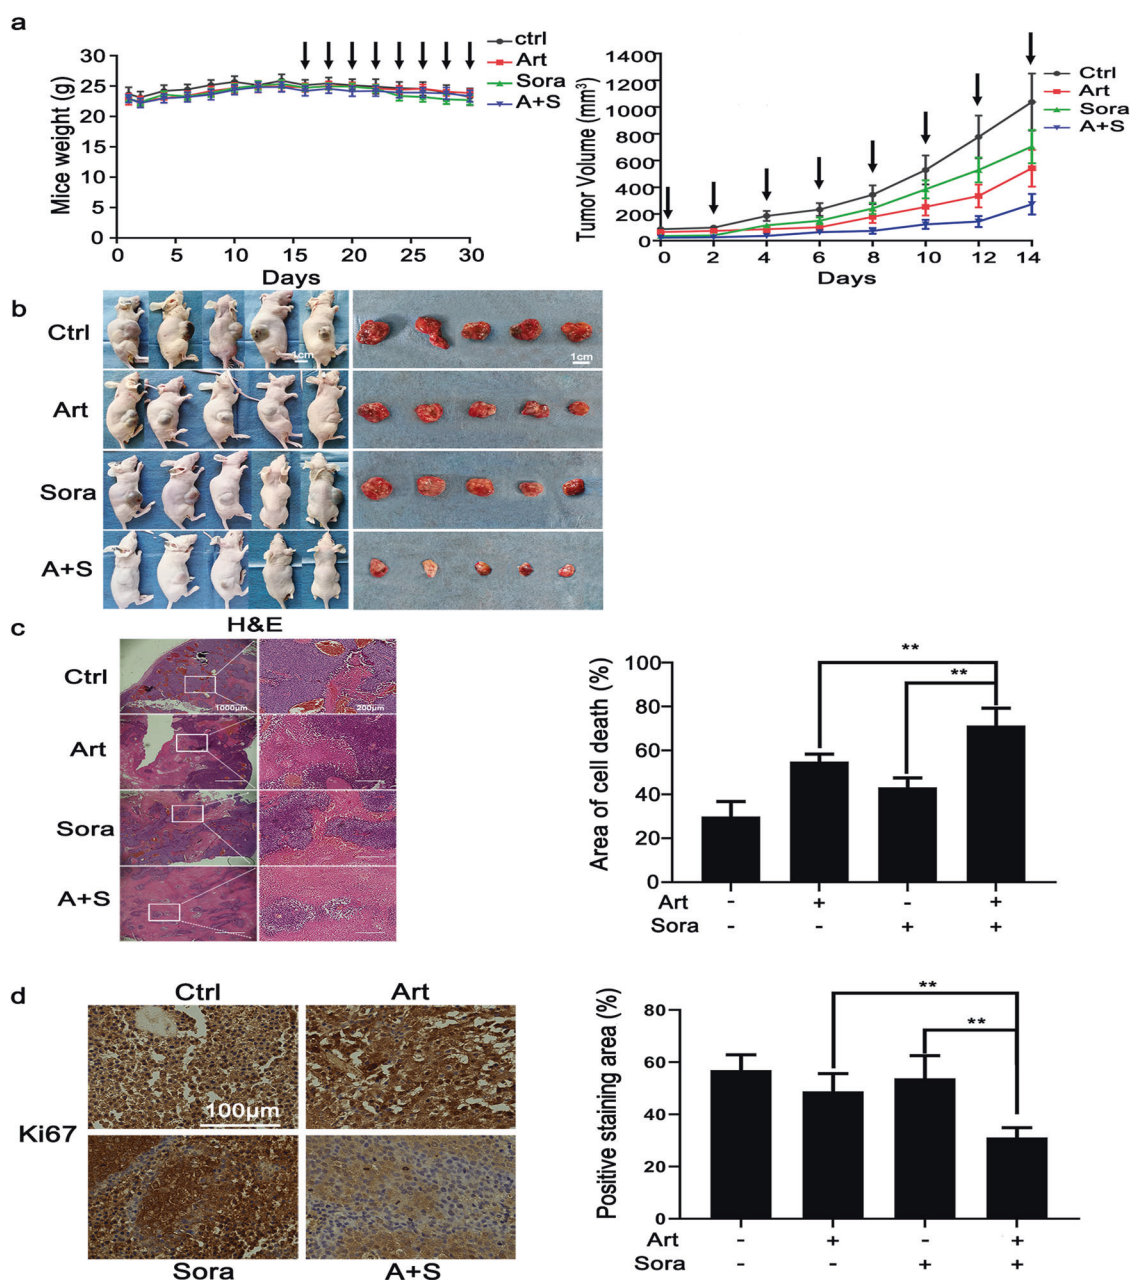 a
Mice weight (g)
30
25
20
15
10
5
0
0 5 10 15 20 25 30
Days
ctrl
Art
Sora
A+S
Tumor Volume (mm³)
1400
1200
1000
800
600
400
200
0
0 2 4 6 8 10 12 14
Days
Ctrl
Art
Sora
A+S
b
Ctrl
1cm
1cm
Art
Sora
A+S
c
H&E
Ctrl
1000μm
200μm
Art
Sora
A+S
Area of cell death (%)
100
80
60
40
20
0
**
**
Art - + - +
Sora - - + +
d
Ctrl Art
Ki67
100μm
Sora A+S
Positive staining area (%)
80
60
40
20
0
**
**
Art - + - +
Sora - - + +